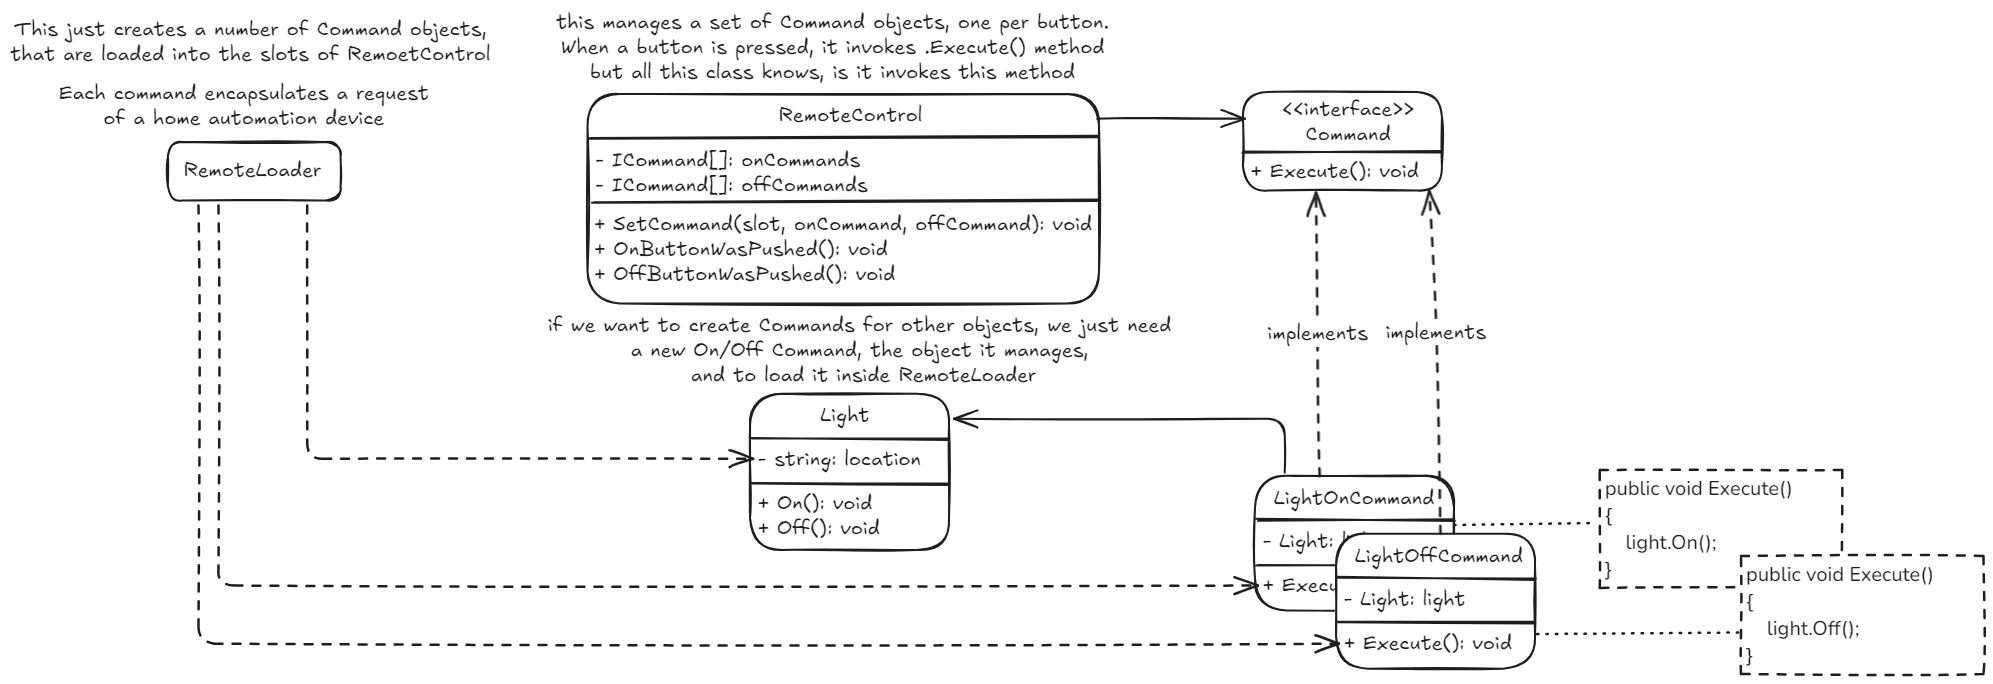 This just creates a number of Command objects,
that are loaded into the slots of RemoetControl
Each command encapsulates a request
of a home automation device
RemoteLoader
this manages a set of Command objects, one per button.
When a button is pressed, it invokes .Execute() method
but all this class knows, is it invokes this method
RemoteControl
- ICommand[]: onCommands
- ICommand[]: offCommands
+ SetCommand(slot, onCommand, offCommand): void
+ OnButtonWasPushed(): void
+ OffButtonWasPushed(): void
<<interface>>
Command
+ Execute(): void
implements
implements
if we want to create Commands for other objects, we just need
a new On/Off Command, the object it manages,
and to load it inside RemoteLoader
Light
- string: location
+ On(): void
+ Off(): void
LightOnCommand
- Light:
+ Execu
LightOffCommand
- Light: light
+ Execute(): void
public void Execute()
{
light.On();
}
public void Execute()
{
light.Off();
}